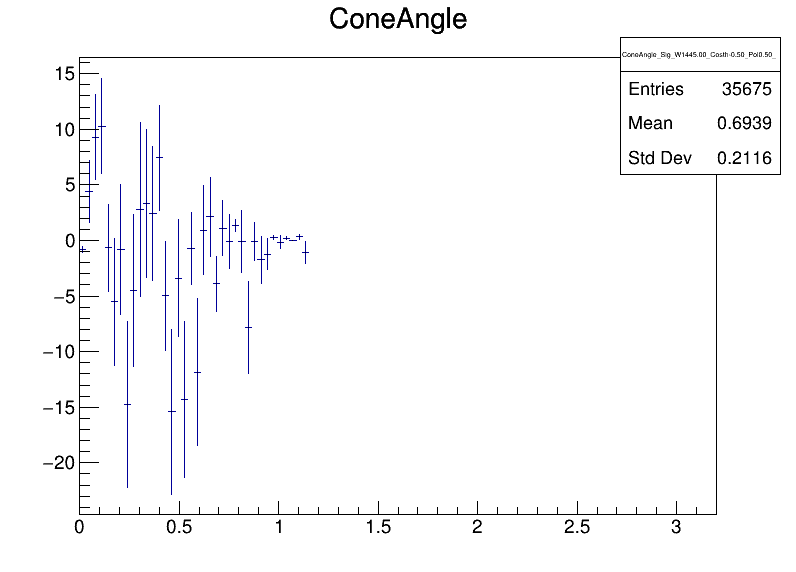 ConeAngle
ConeAngle_Sig_W1445.00_Costh-0.50_Pol0.50_
Entries 35675
Mean 0.6939
Std Dev 0.2116
15
10
5
0
−5
−10
−15
−20
0 0.5 1 1.5 2 2.5 3